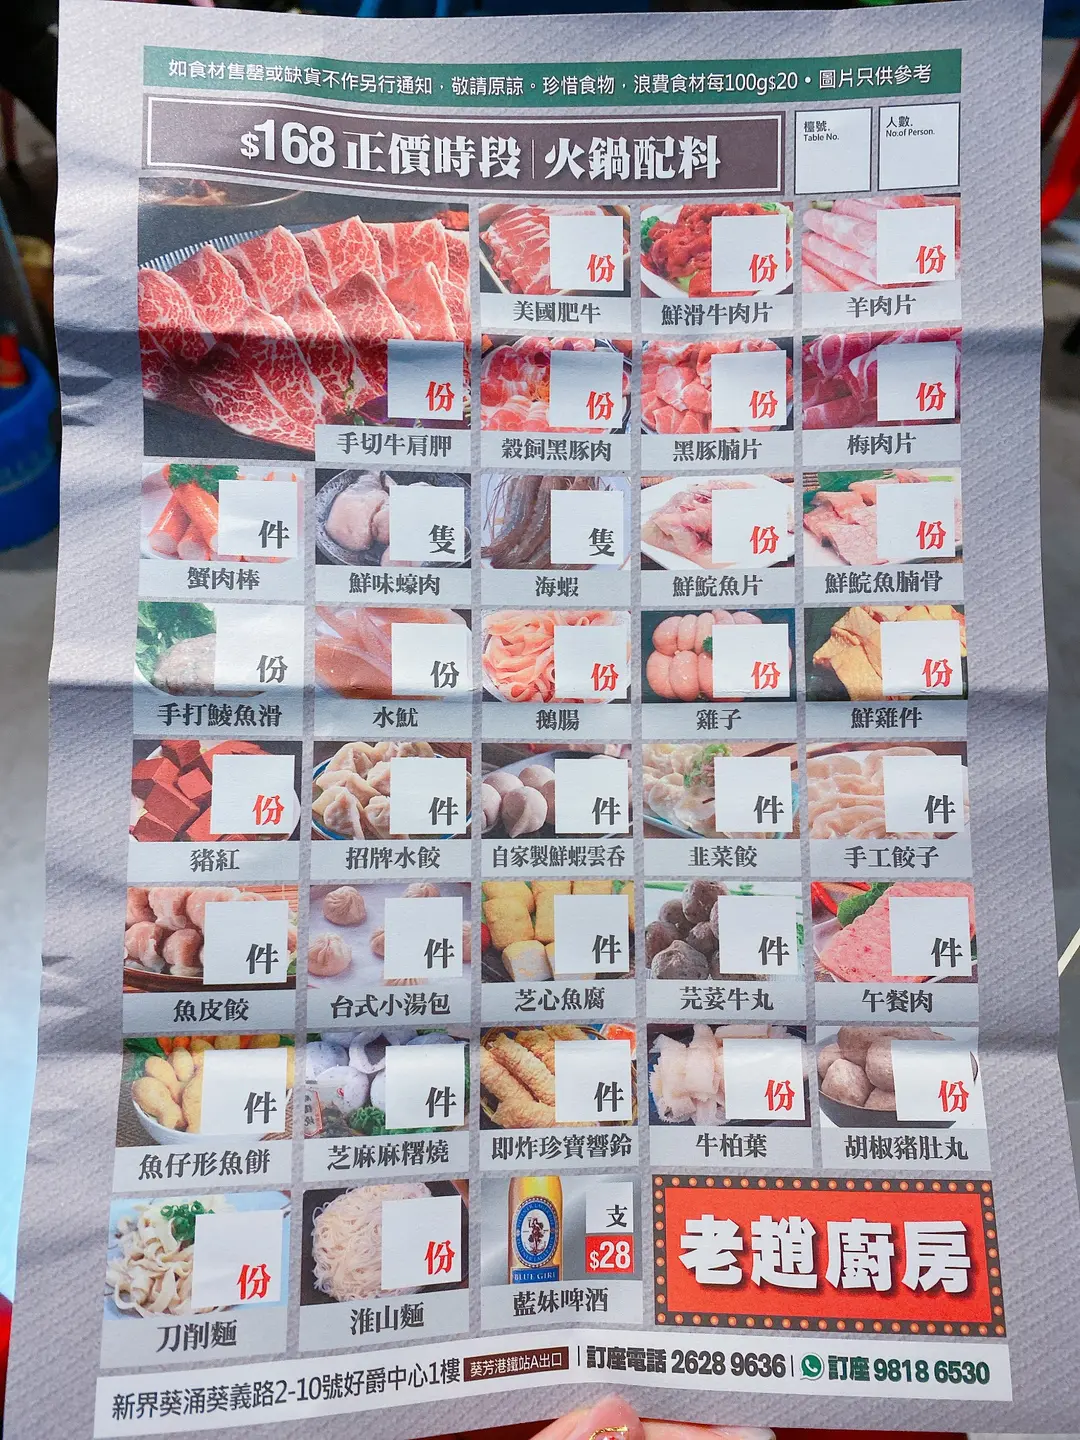 如食材售罄或缺貨不作另行通知，敬請原諒。珍惜食物，浪費食材每100g$20・圖片只供參考
$168正價時段|火鍋配料
檯號.
Table No.
人數.
No.of Person.
份
手切牛肩胛
份
美國肥牛
份
鮮滑牛肉片
份
羊肉片
份
穀飼黑豚肉
份
黑豚腩片
份
梅肉片
件
蟹肉棒
隻
鮮味蠔肉
隻
海蝦
份
鮮鯇魚片
份
鮮鯇魚腩骨
份
手打鯪魚滑
份
水魷
份
鵝腸
份
雞子
份
鮮雞件
份
豬紅
件
招牌水餃
件
自家製鮮蝦雲吞
件
韭菜餃
件
手工餃子
件
魚皮餃
件
台式小湯包
件
芝心魚腐
件
芫荽牛丸
件
午餐肉
件
魚仔形魚餅
件
芝麻麻糬燒
件
即炸珍寶響鈴
份
牛柏葉
份
胡椒豬肚丸
份
刀削麵
份
淮山麵
支
$28
BLUE GIRL
藍妹啤酒
老趙廚房
新界葵涌葵義路2-10號好爵中心1樓 葵芳港鐵站A出口 | 訂座電話 2628 9636 | 訂座 9818 6530